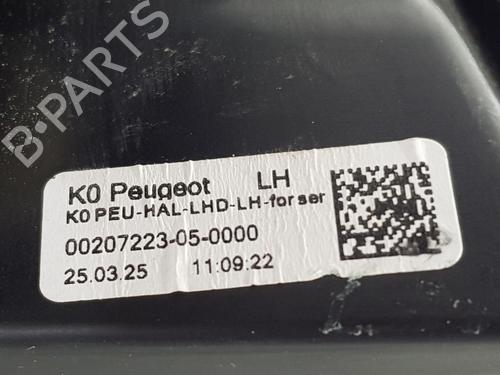 B-PARTS
K0 Peugeot LH
K0 PEU-HAL-LHD-LH-for ser
00207223-05-0000
25.03.25 11:09:22